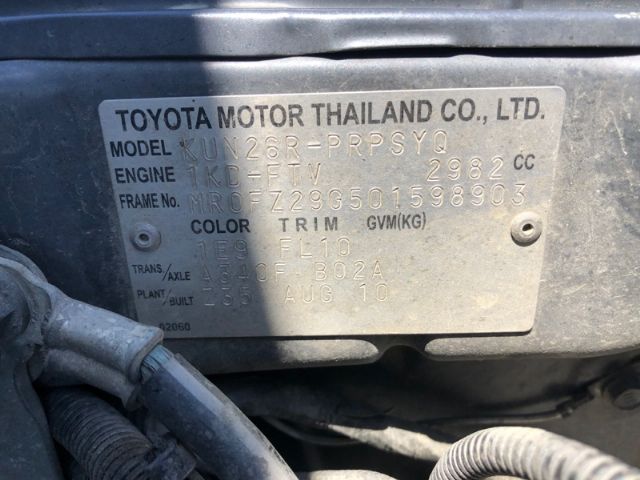 TOYOTA MOTOR THAILAND CO., LTD.
MODEL KUN26R-PRPSYQ
ENGINE 1KD-FTV 2982 CC
FRAME No. MR0FZ29G501598903
COLOR TRIM GVM(KG)
1E9 FL10
TRANS./AXLE A340F B02A
PLANT/BUILT Z35 AUG 10
02060